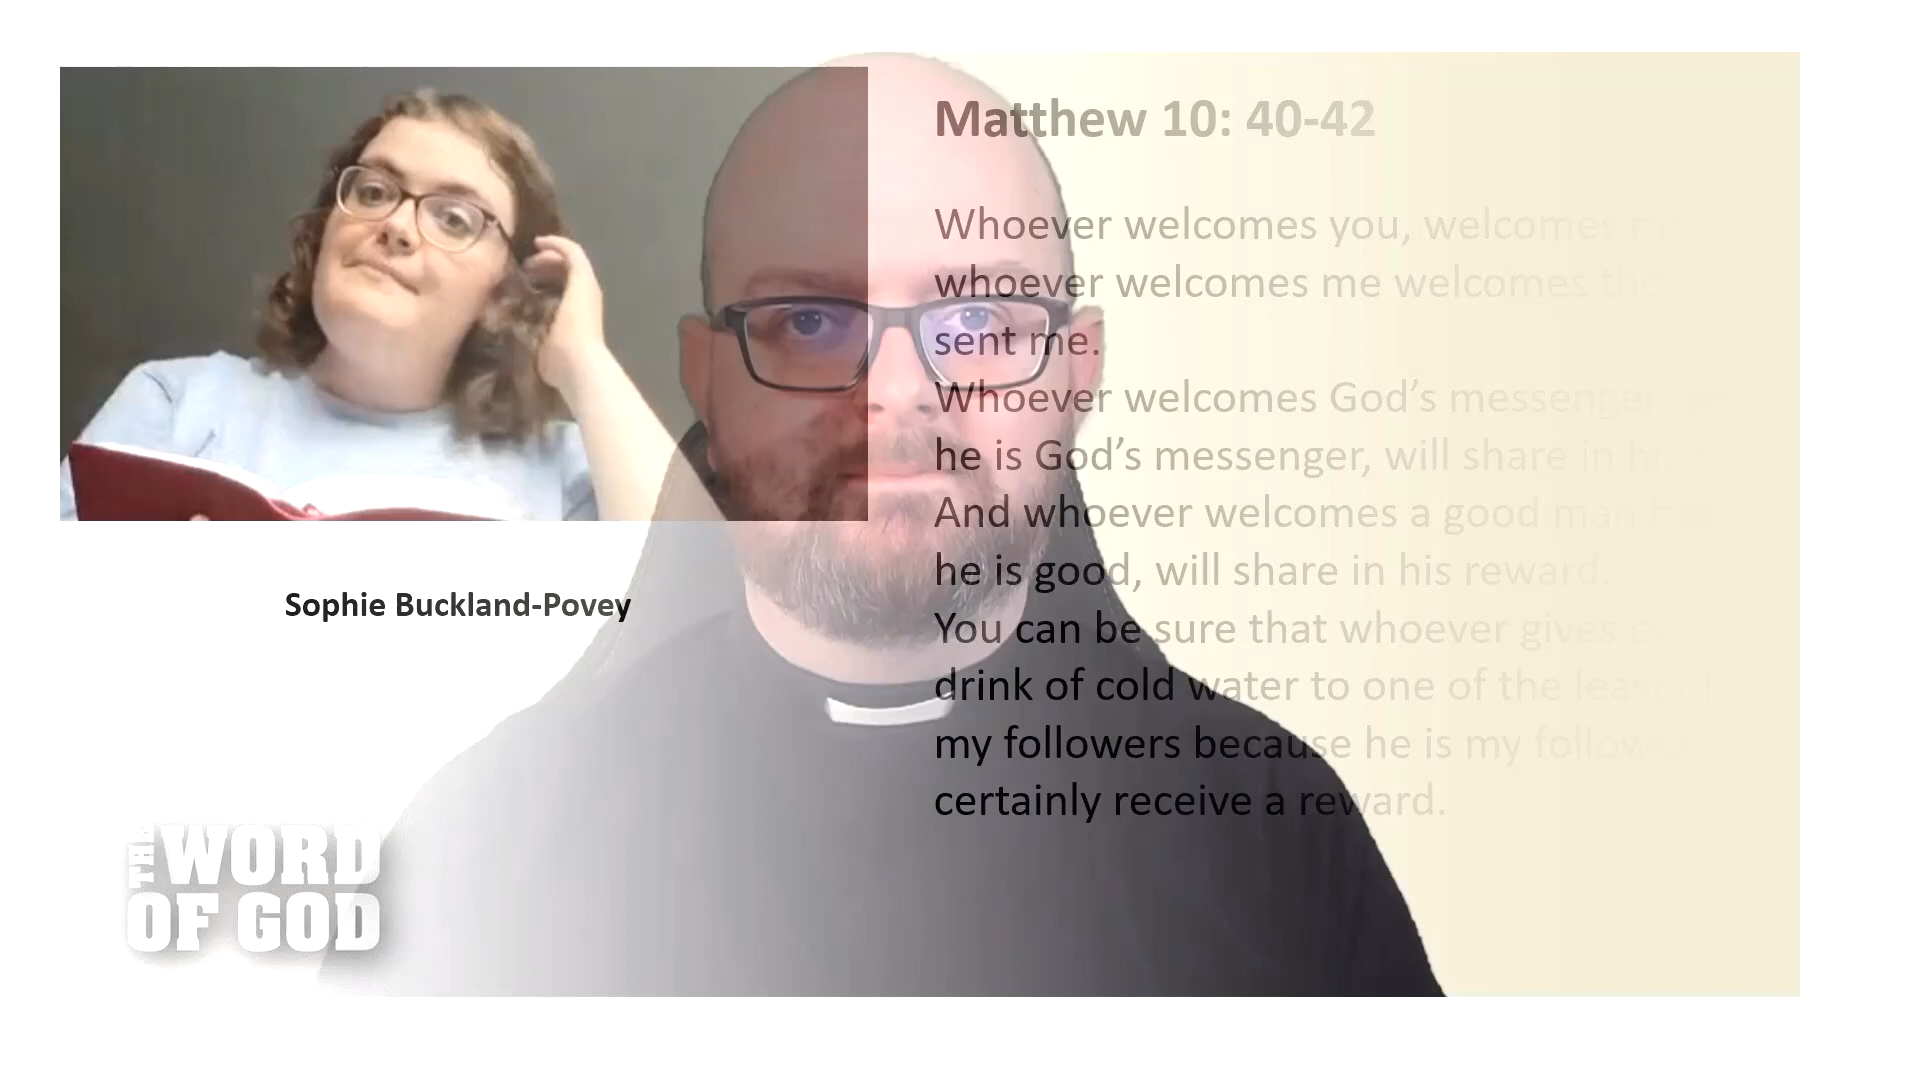 Matthew 10: 40-42
Whoever welcomes you, welcomes
whoever welcomes me welcomes
sent me.
Whoever welcomes God’s messenger
he is God’s messenger, will share in
And whoever welcomes a good man
he is good, will share in his reward.
You can be sure that whoever gives a
drink of cold water to one of the least of
my followers because he is my
certainly receive a reward.
Sophie Buckland-Povey
THE WORD
OF GOD